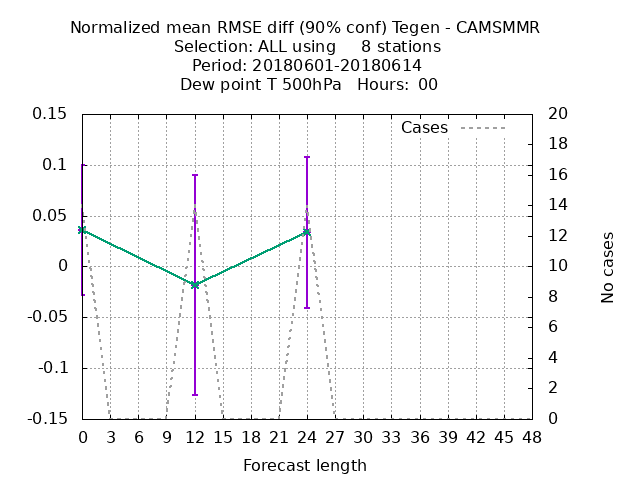 Normalized mean RMSE diff (90% conf) Tegen - CAMSMMR
Selection: ALL using     8 stations
Period: 20180601-20180614
Dew point T 500hPa   Hours:  00
Cases
0.15
0.1
0.05
0
-0.05
-0.1
-0.15
20
18
16
14
12
10
8
6
4
2
0
No cases
0 3 6 9 12 15 18 21 24 27 30 33 36 39 42 45 48
Forecast length